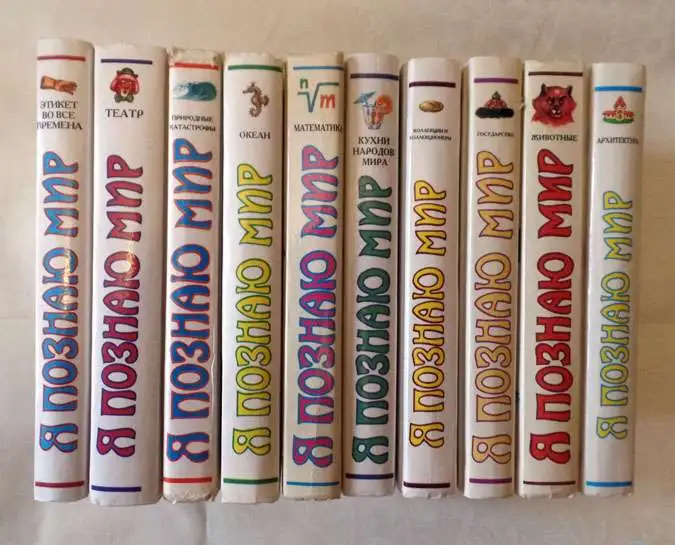 ЭТИКЕТ
ВО ВСЕ
ВРЕМЕНА
Я ПОЗНАЮ МИР
ТЕАТР
Я ПОЗНАЮ МИР
ПРИРОДНЫЕ
КАТАСТРОФЫ
Я ПОЗНАЮ МИР
ОКЕАН
Я ПОЗНАЮ МИР
n√m
МАТЕМАТИКА
Я ПОЗНАЮ МИР
КУХНИ
НАРОДОВ
МИРА
Я ПОЗНАЮ МИР
КОЛЛЕКЦИИ И
КОЛЛЕКЦИОНЕРЫ
Я ПОЗНАЮ МИР
ГОСУДАРСТВО
Я ПОЗНАЮ МИР
ЖИВОТНЫЕ
Я ПОЗНАЮ МИР
АРХИТЕКТУРА
Я ПОЗНАЮ МИР